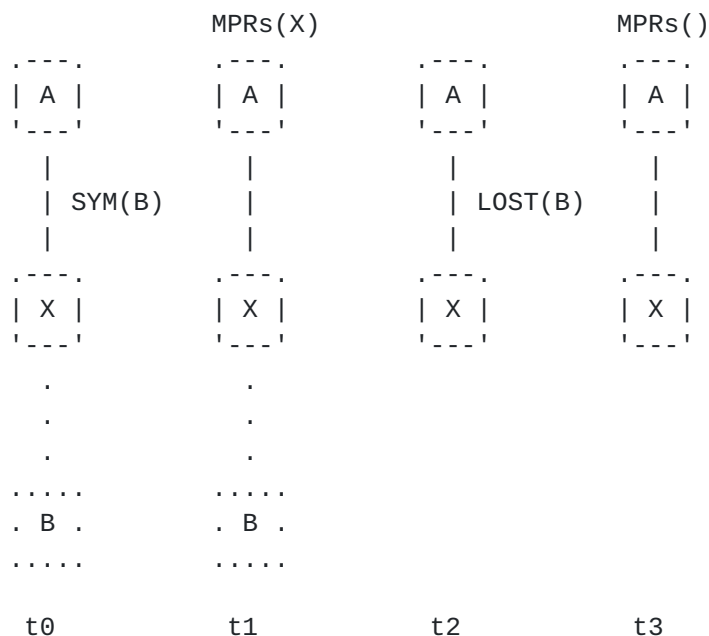 MPRs(X) MPRs()
A A A A
SYM(B) LOST(B)
X X X X
B B
t0 t1 t2 t3